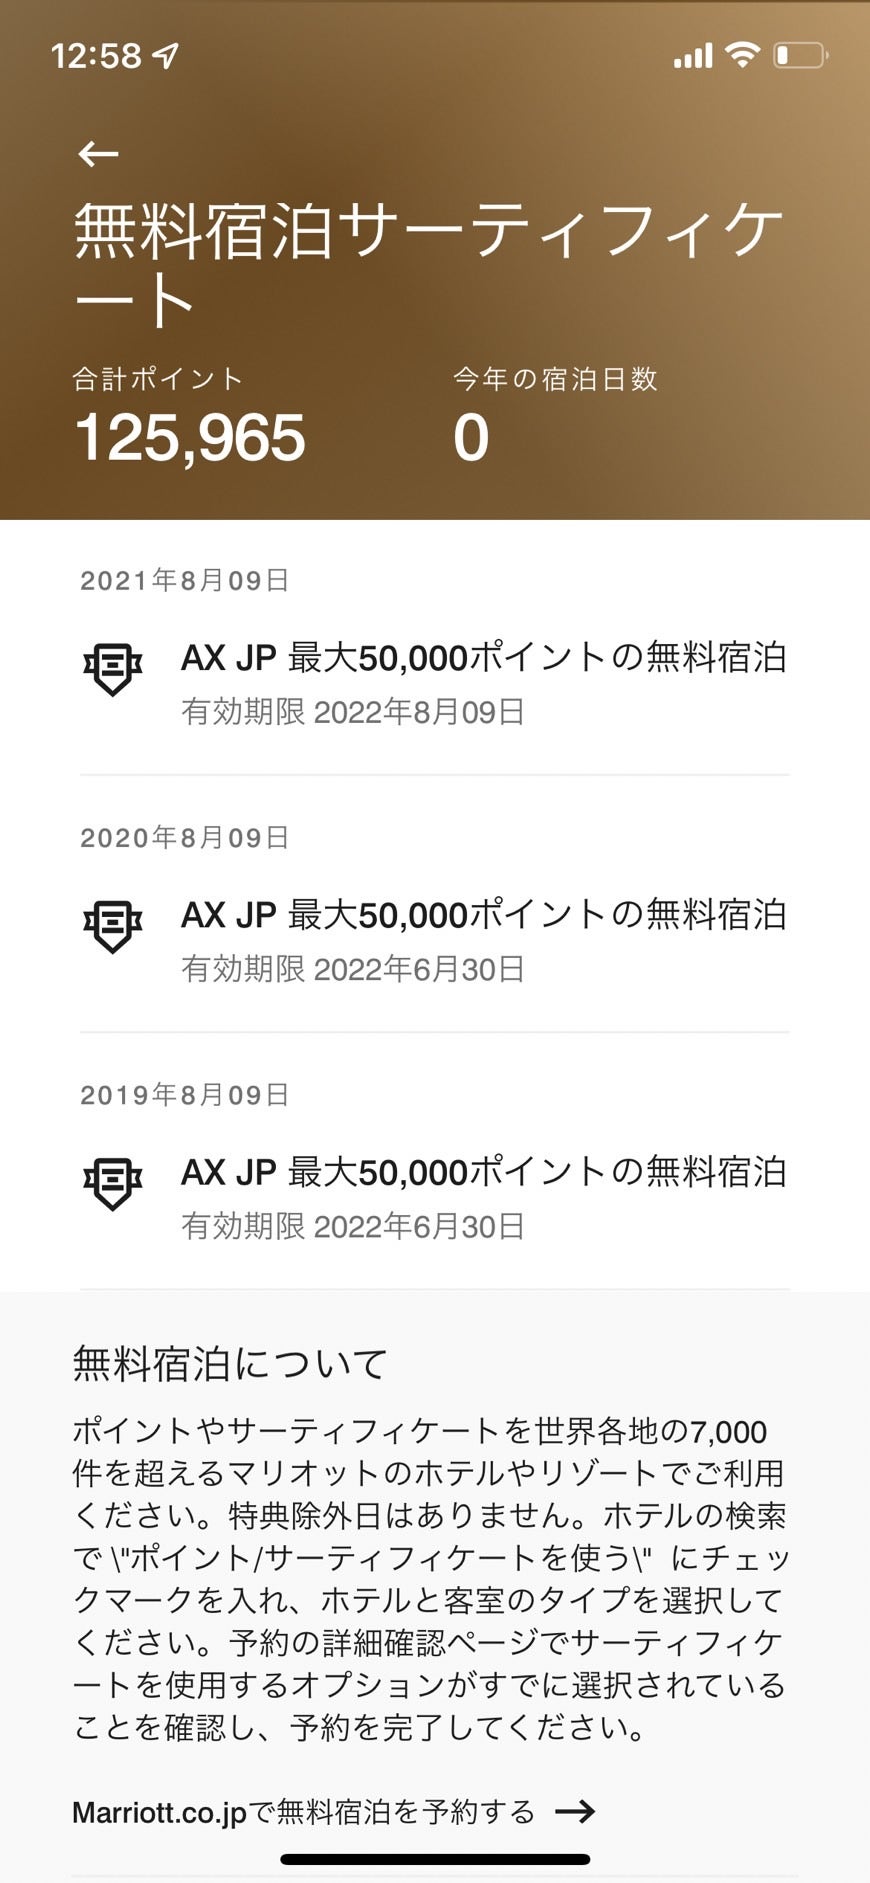 12:58
無料宿泊サーティフィケ
ート
合計ポイント
今年の宿泊日数
125,965
0
2021年8月09日
AX JP 最大50,000ポイントの無料宿泊
有効期限 2022年8月09日
2020年8月09日
AX JP 最大50,000ポイントの無料宿泊
有効期限 2022年6月30日
2019年8月09日
AX JP 最大50,000ポイントの無料宿泊
有効期限 2022年6月30日
無料宿泊について
ポイントやサーティフィケートを世界各地の7,000
件を超えるマリオットのホテルやリゾートでご利用
ください。特典除外日はありません。ホテルの検索
で \"ポイント/サーティフィケートを使う\" にチェッ
クマークを入れ、ホテルと客室のタイプを選択して
ください。予約の詳細確認ページでサーティフィケ
ートを使用するオプションがすでに選択されている
ことを確認し、予約を完了してください。
Marriott.co.jpで無料宿泊を予約する →